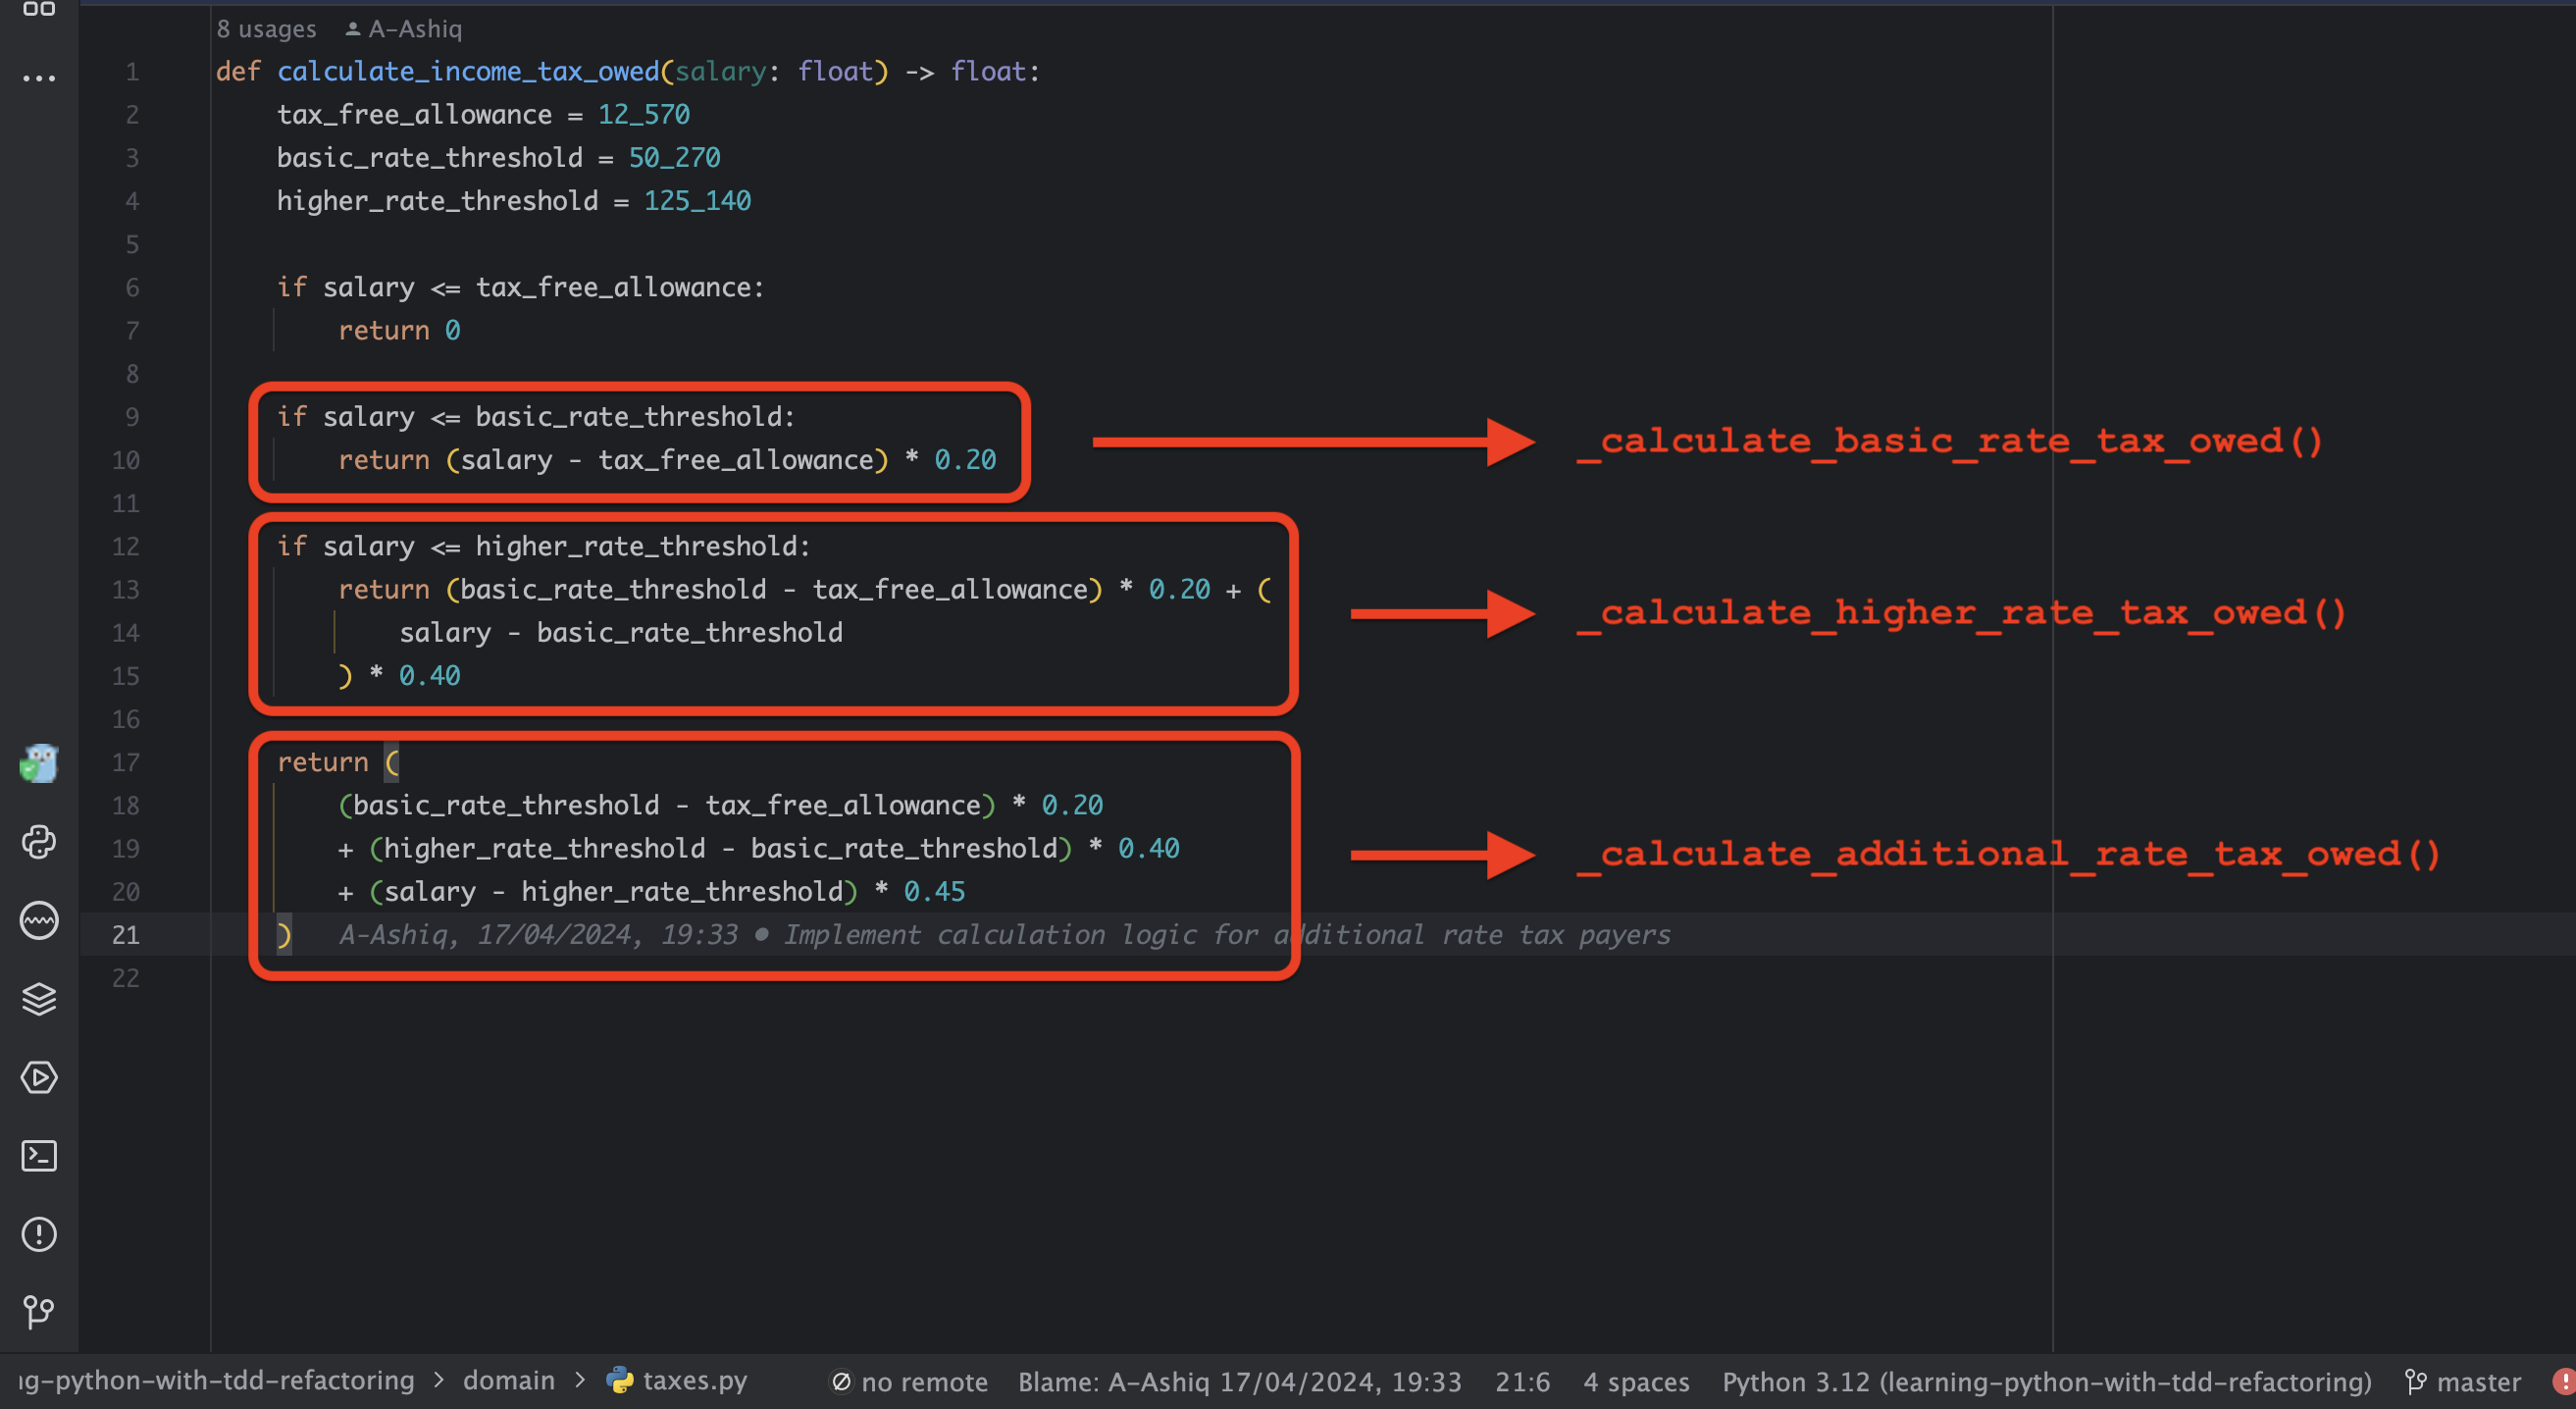 8 usages A-Ashiq
1 def calculate_income_tax_owed(salary: float) -> float:
2 tax_free_allowance = 12_570
3 basic_rate_threshold = 50_270
4 higher_rate_threshold = 125_140
5
6 if salary <= tax_free_allowance:
7 return 0
8
9 if salary <= basic_rate_threshold:
_calculate_basic_rate_tax_owed()
10 return (salary - tax_free_allowance) * 0.20
11
12 if salary <= higher_rate_threshold:
13 return (basic_rate_threshold - tax_free_allowance) * 0.20 + (
_calculate_higher_rate_tax_owed()
14 salary - basic_rate_threshold
15 ) * 0.40
16
17 return (
18 (basic_rate_threshold - tax_free_allowance) * 0.20
19 + (higher_rate_threshold - basic_rate_threshold) * 0.40
_calculate_additional_rate_tax_owed()
20 + (salary - higher_rate_threshold) * 0.45
21 ) A-Ashiq, 17/04/2024, 19:33 • Implement calculation logic for additional rate tax payers
22
ng-python-with-tdd-refactoring > domain > taxes.py no remote Blame: A-Ashiq 17/04/2024, 19:33 21:6 4 spaces Python 3.12 (learning-python-with-tdd-refactoring) master